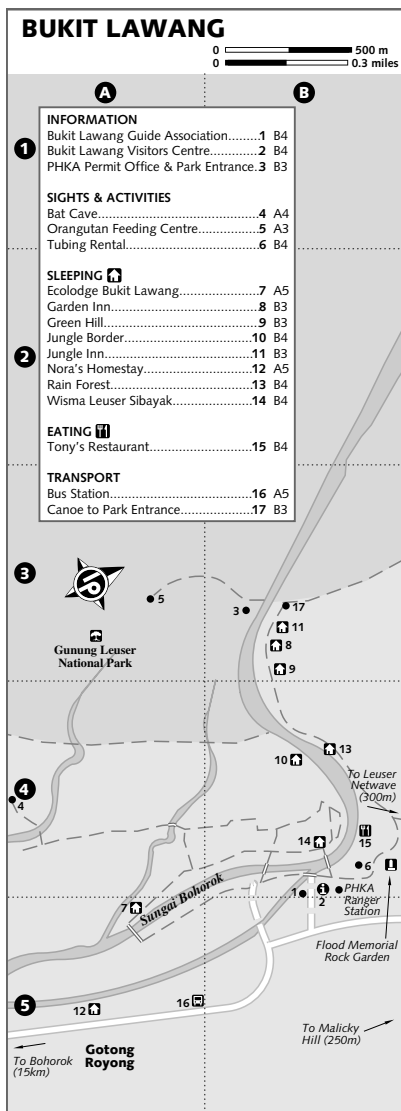 BUKIT LAWANG
0 500 m
0 0.3 miles
A
B
1
INFORMATION
Bukit Lawang Guide Association........1 B4
Bukit Lawang Visitors Centre............2 B4
PHKA Permit Office & Park Entrance.3 B3
SIGHTS & ACTIVITIES
Bat Cave............................4 A4
Orangutan Feeding Centre..........5 A3
Tubing Rental.......................6 B4
2
SLEEPING
Ecolodge Bukit Lawang..............7 A5
Garden Inn..........................8 B3
Green Hill..........................9 B3
Jungle Border......................10 B4
Jungle Inn.........................11 B3
Nora's Homestay....................12 A5
Rain Forest........................13 B4
Wisma Leuser Sibayak...............14 B4
EATING
Tony's Restaurant..................15 B4
TRANSPORT
Bus Station........................16 A5
Canoe to Park Entrance.............17 B3
3
5
3
17
11
8
9
Gunung Leuser
National Park
4
4
10
13
To Leuser
Netwave
(300m)
14
15
6
1
2
PHKA
Ranger
Station
7
Sungai Bohorok
Flood Memorial
Rock Garden
5
12
16
To Malicky
Hill (250m)
To Bohorok
(15km)
Gotong
Royong